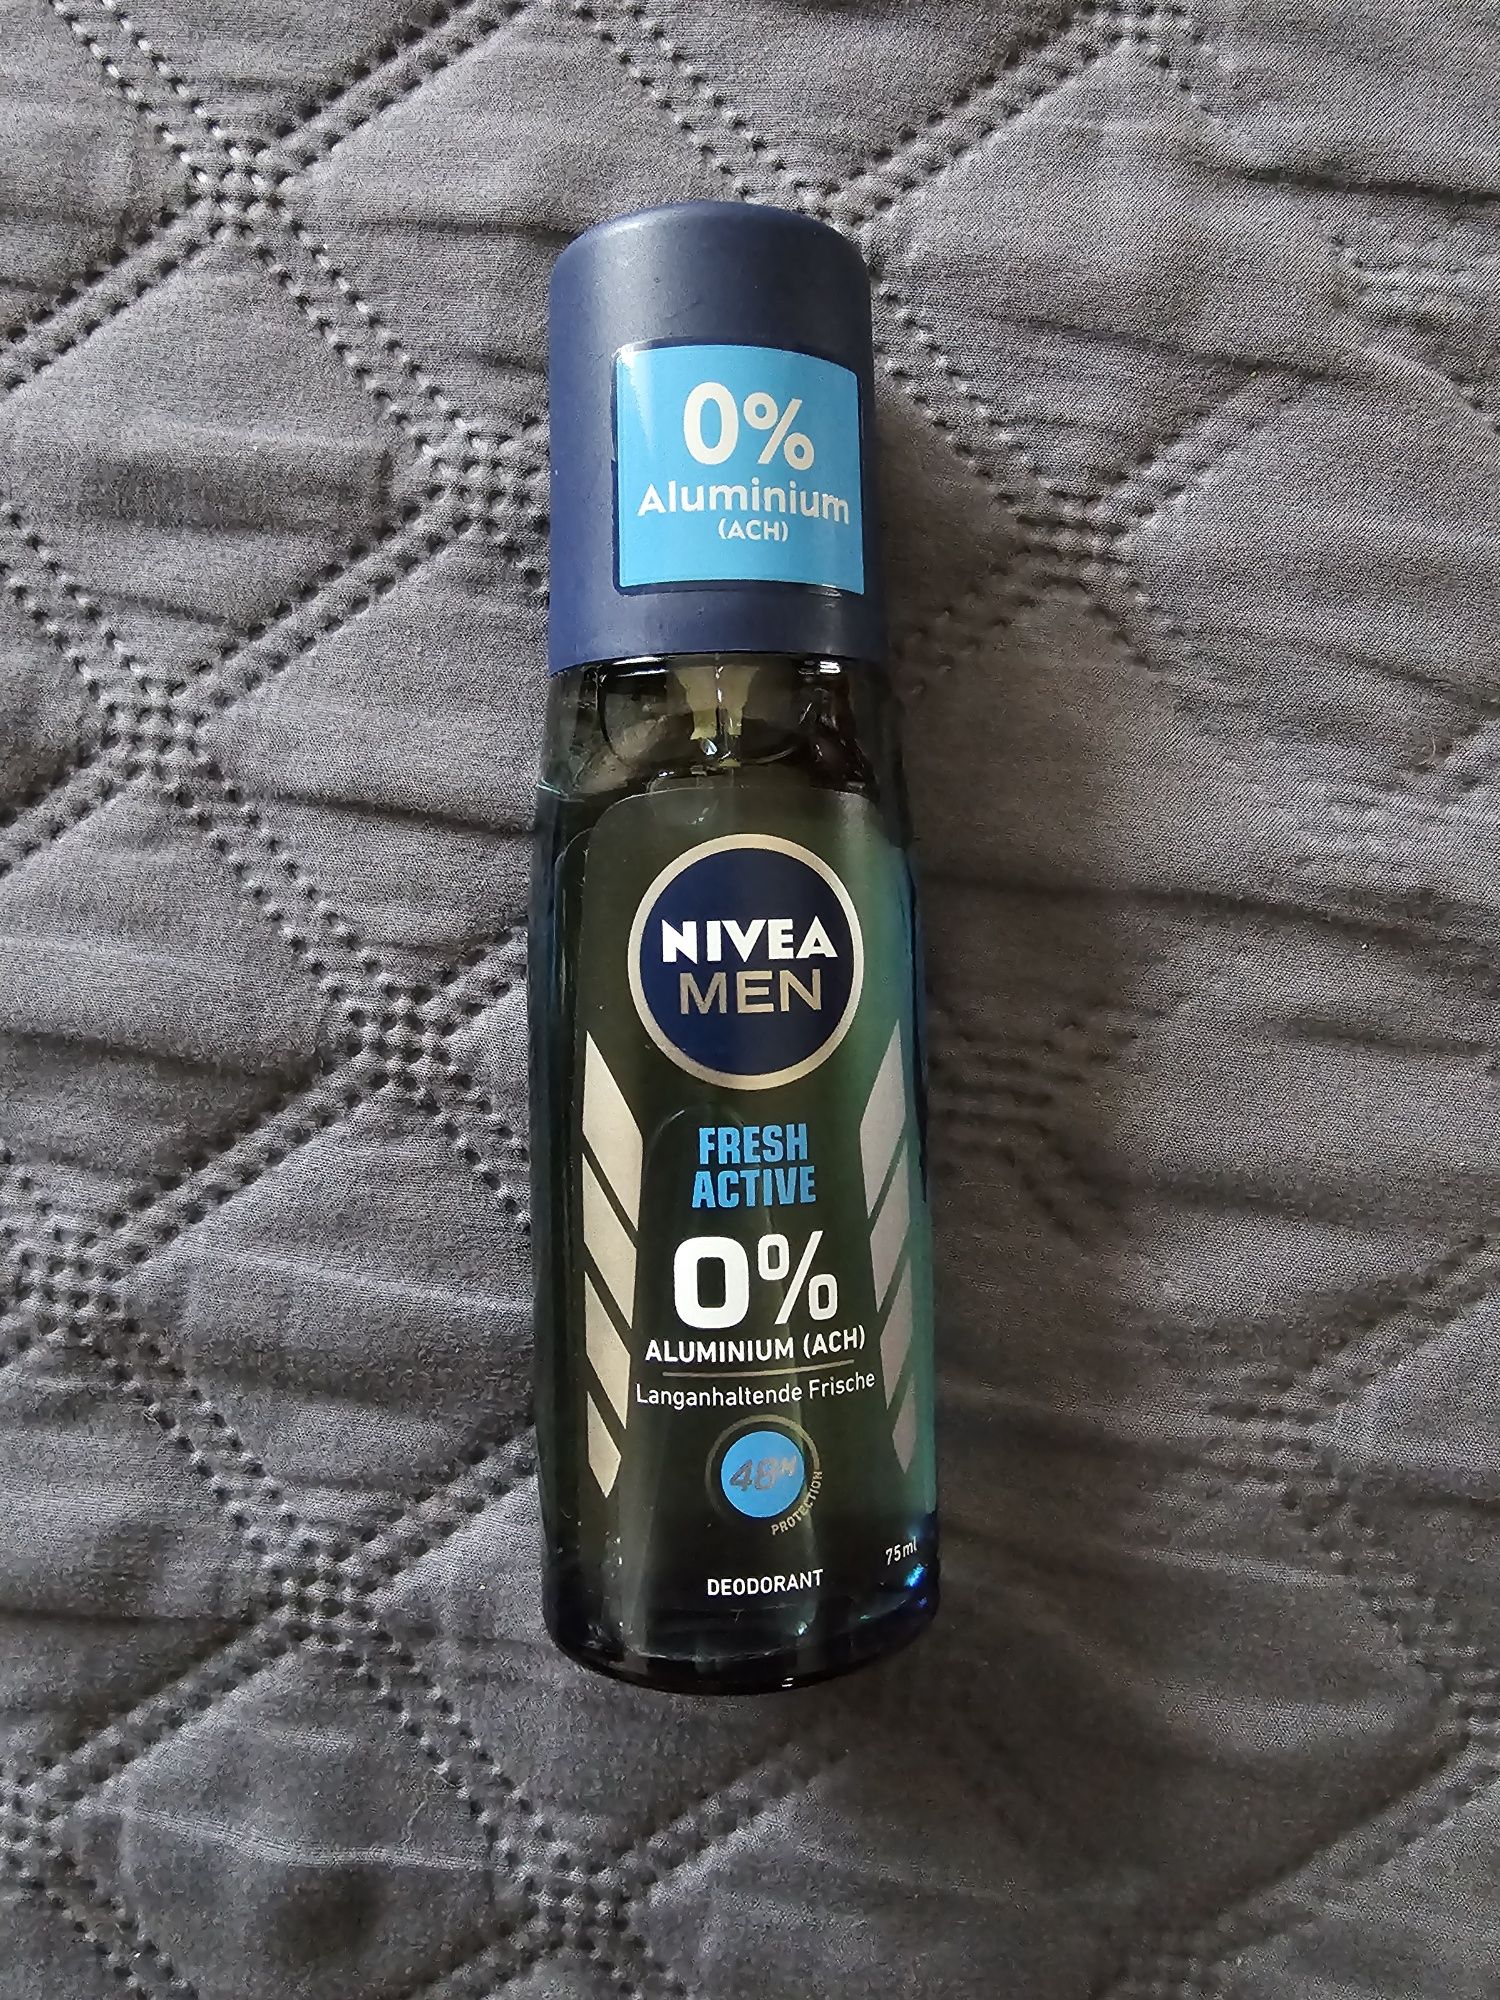 0%
Aluminium
(ACH)
NIVEA
MEN
FRESH
ACTIVE
0%
ALUMINIUM (ACH)
Langanhaltende Frische
48H
PROTECTION
75ml
DEODORANT